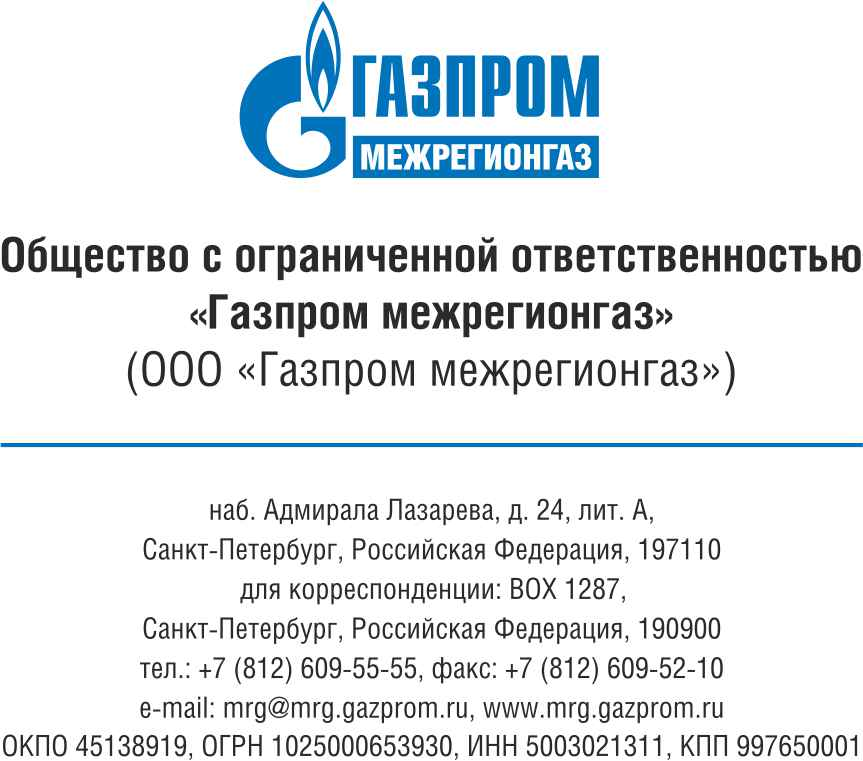 ГАЗПРОМ
МЕЖРЕГИОНГАЗ
Общество с ограниченной ответственностью
«Газпром межрегионгаз»
(ООО «Газпром межрегионгаз»)
наб. Адмирала Лазарева, д. 24, лит. А,
Санкт-Петербург, Российская Федерация, 197110
для корреспонденции: BOX 1287,
Санкт-Петербург, Российская Федерация, 190900
тел.: +7 (812) 609-55-55, факс: +7 (812) 609-52-10
e-mail: mrg@mrg.gazprom.ru, www.mrg.gazprom.ru
ОКПО 45138919, ОГРН 1025000653930, ИНН 5003021311, КПП 997650001